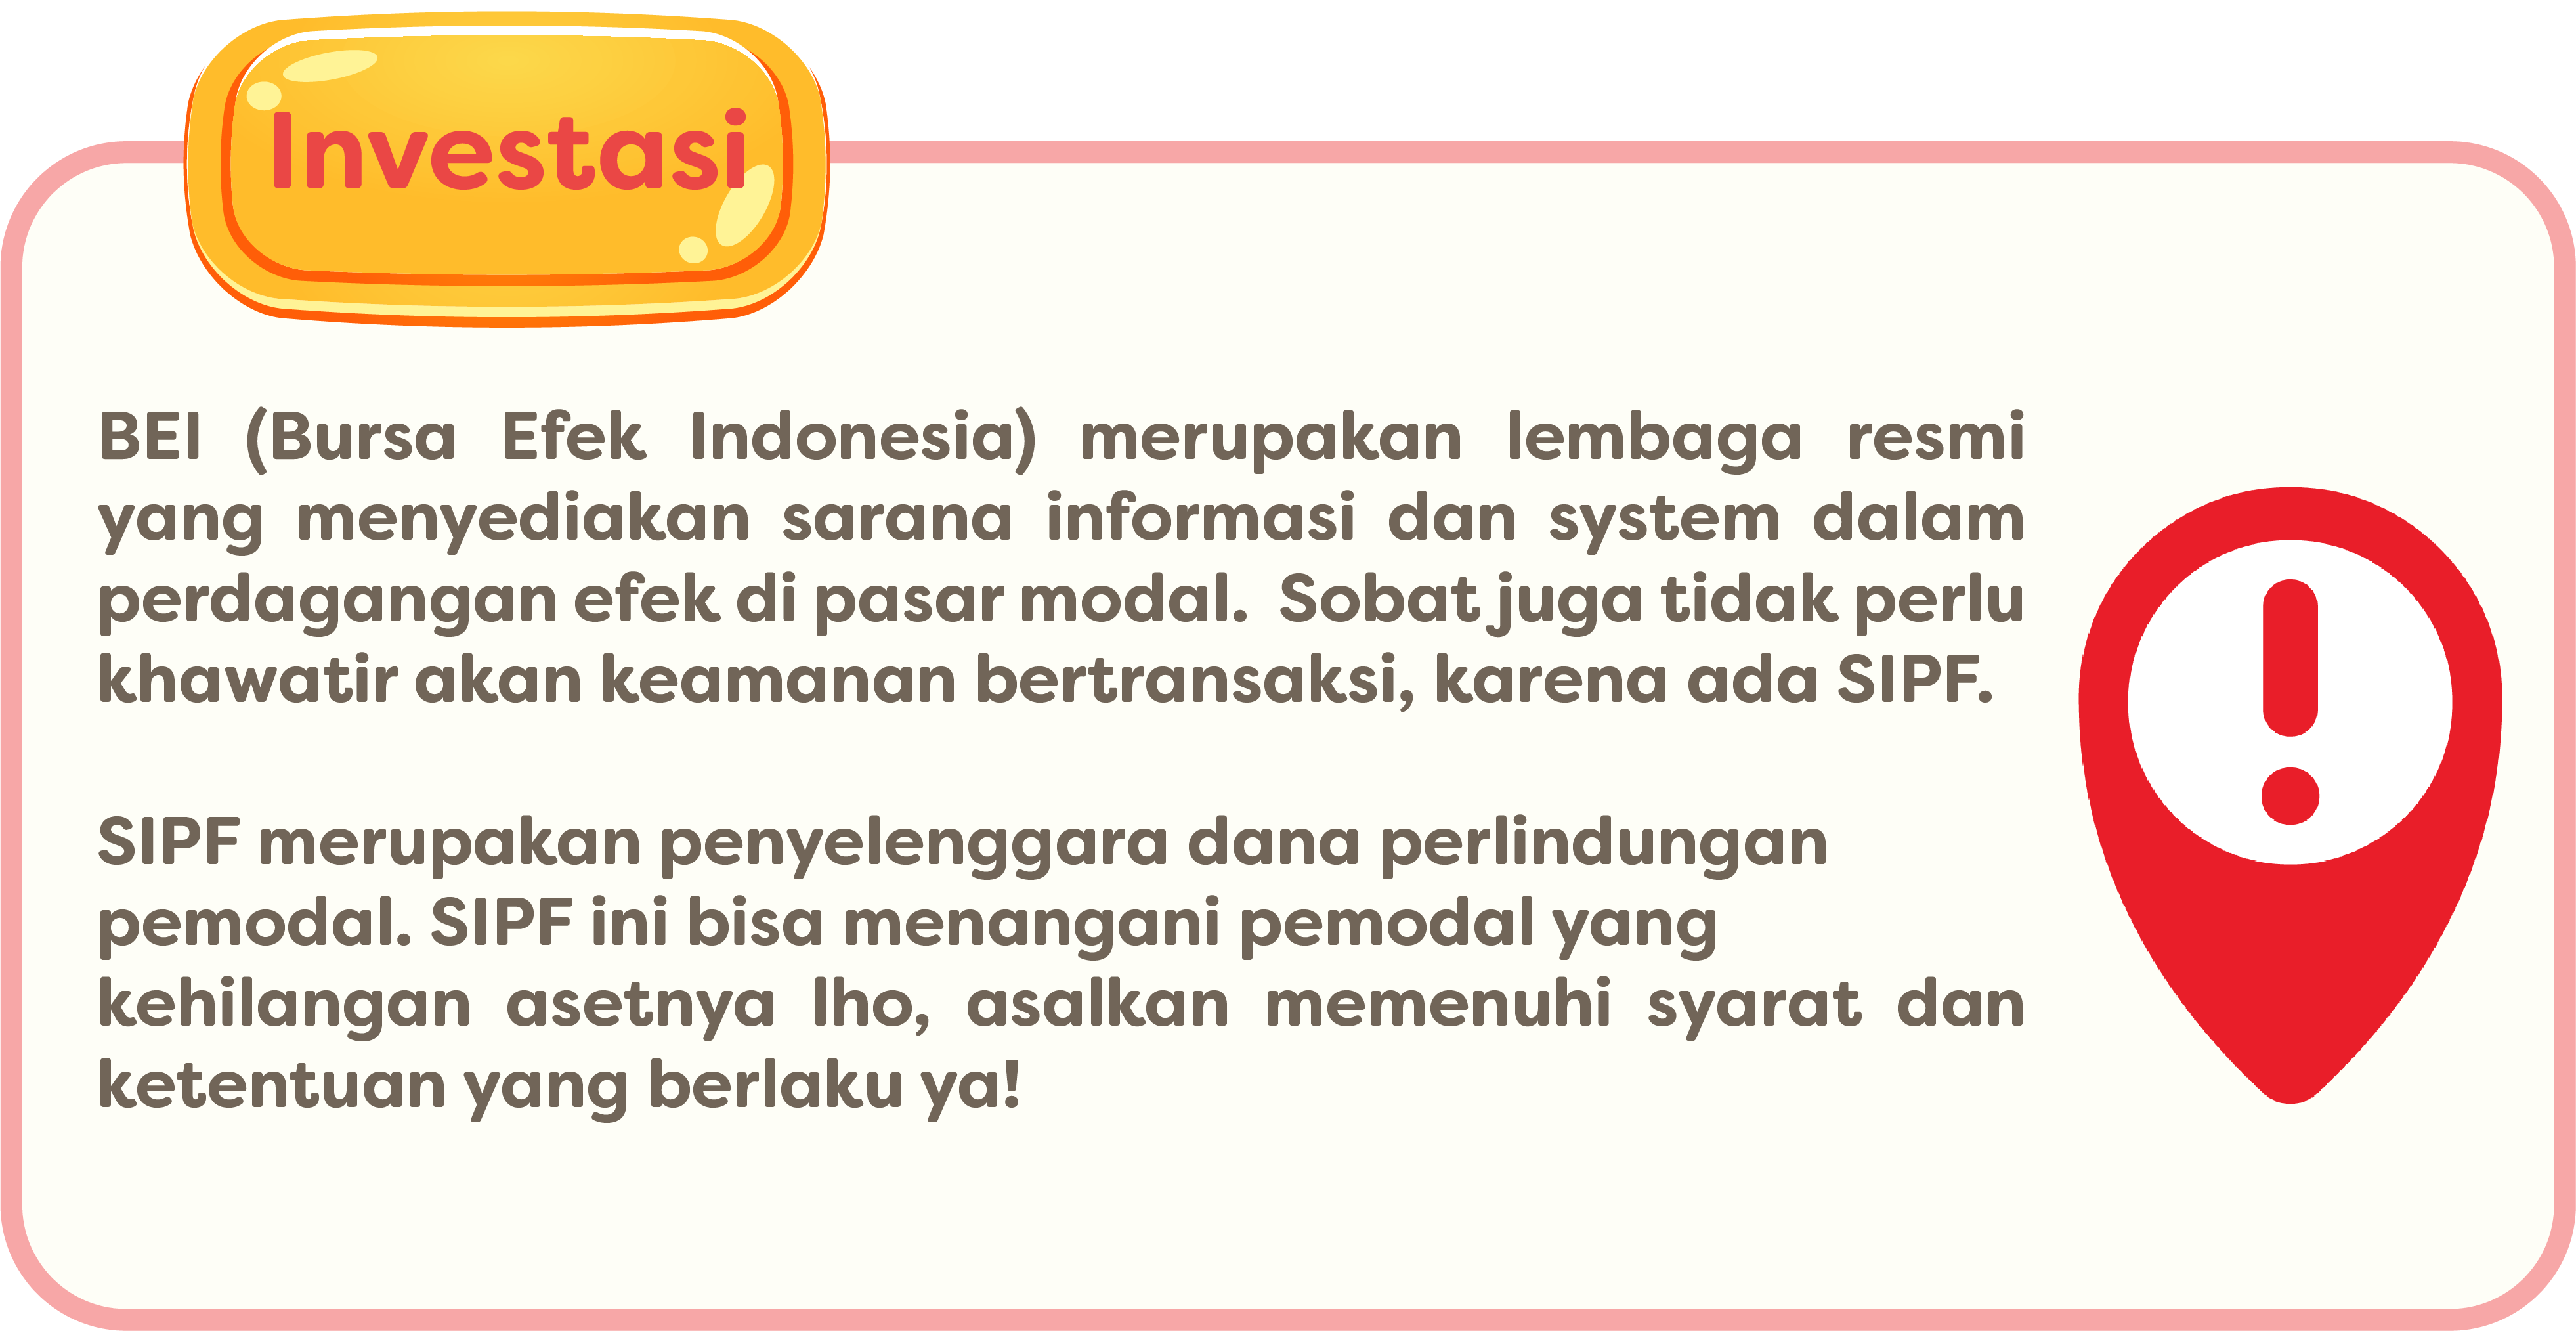 Investasi
BEI (Bursa Efek Indonesia) merupakan lembaga resmi
yang menyediakan sarana informasi dan system dalam
perdagangan efek di pasar modal. Sobat juga tidak perlu
khawatir akan keamanan bertransaksi, karena ada SIPF.
SIPF merupakan penyelenggara dana perlindungan
pemodal. SIPF ini bisa menangani pemodal yang
kehilangan asetnya lho, asalkan memenuhi syarat dan
ketentuan yang berlaku ya!